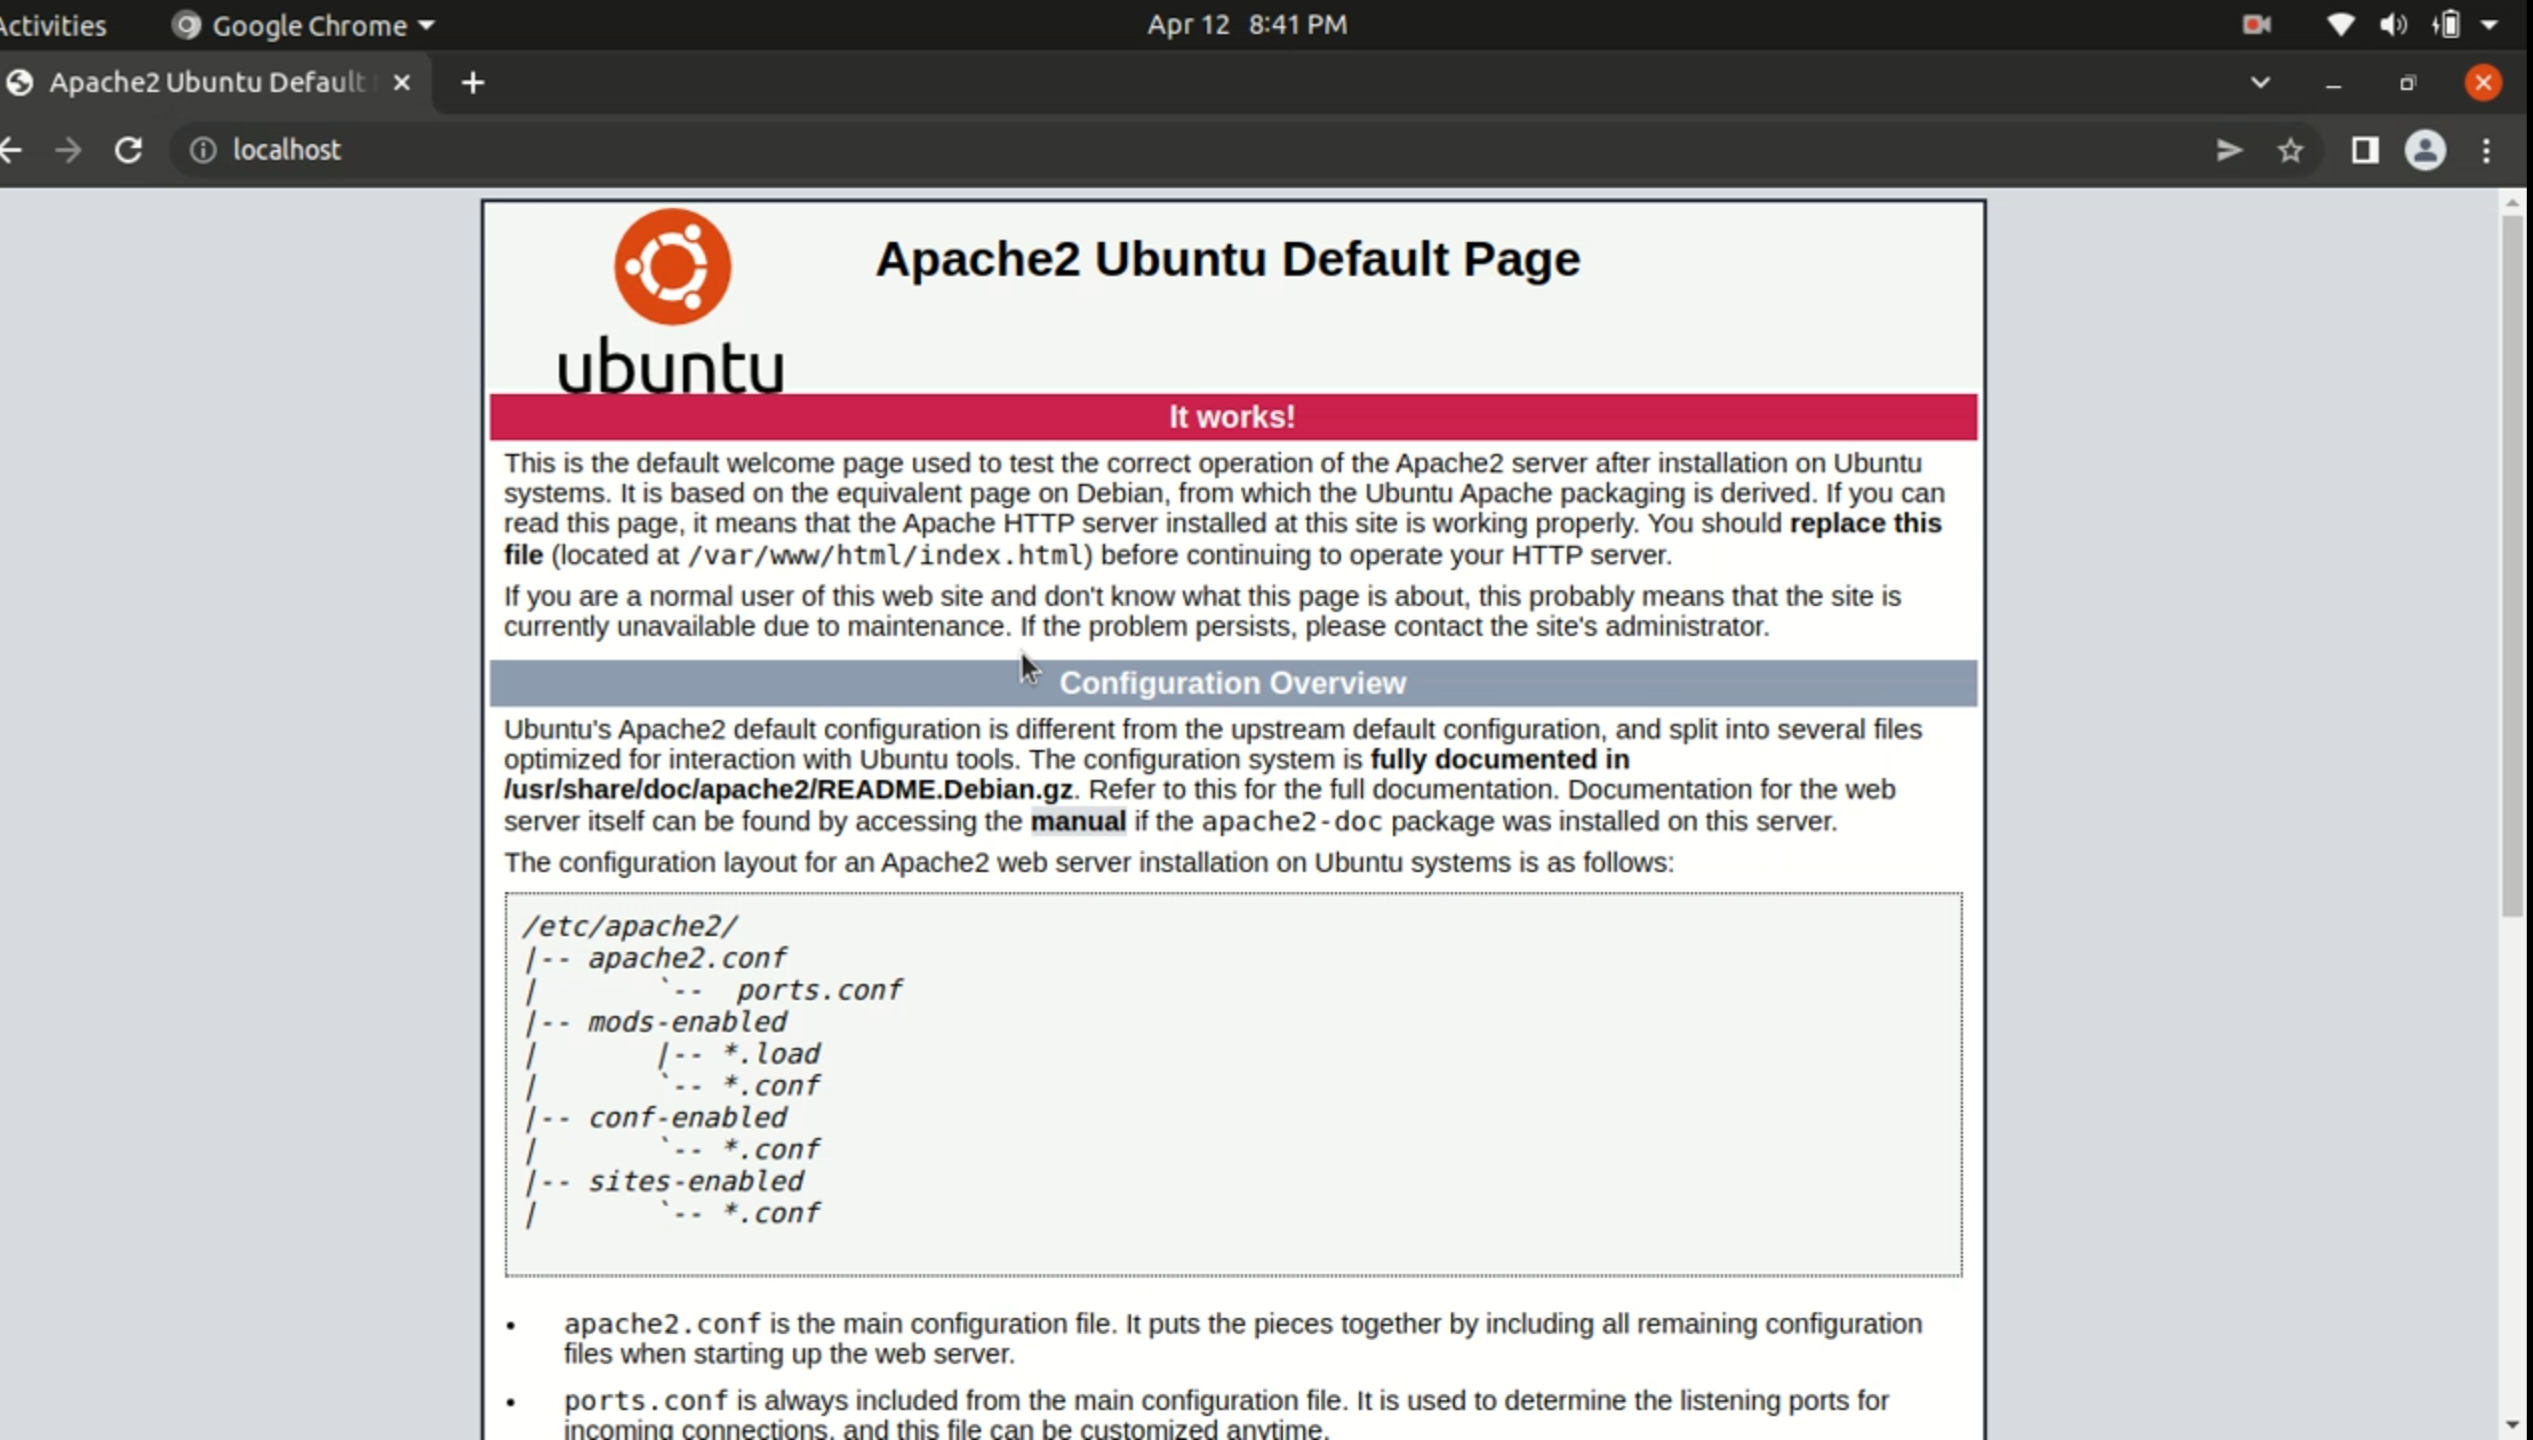 Activities Google Chrome Apr 12 8:41 PM
Apache2 Ubuntu Default
localhost
ubuntu
Apache2 Ubuntu Default Page
It works!
This is the default welcome page used to test the correct operation of the Apache2 server after installation on Ubuntu
systems. It is based on the equivalent page on Debian, from which the Ubuntu Apache packaging is derived. If you can
read this page, it means that the Apache HTTP server installed at this site is working properly. You should replace this
file (located at /var/www/html/index.html) before continuing to operate your HTTP server.
If you are a normal user of this web site and don't know what this page is about, this probably means that the site is
currently unavailable due to maintenance. If the problem persists, please contact the site's administrator.
Configuration Overview
Ubuntu's Apache2 default configuration is different from the upstream default configuration, and split into several files
optimized for interaction with Ubuntu tools. The configuration system is fully documented in
/usr/share/doc/apache2/README.Debian.gz. Refer to this for the full documentation. Documentation for the web
server itself can be found by accessing the manual if the apache2-doc package was installed on this server.
The configuration layout for an Apache2 web server installation on Ubuntu systems is as follows:
/etc/apache2/
|-- apache2.conf
|       `--  ports.conf
|-- mods-enabled
|       |-- *.load
|       `-- *.conf
|-- conf-enabled
|       `-- *.conf
|-- sites-enabled
|       `-- *.conf
• apache2.conf is the main configuration file. It puts the pieces together by including all remaining configuration
files when starting up the web server.
• ports.conf is always included from the main configuration file. It is used to determine the listening ports for
incoming connections, and this file can be customized anytime.